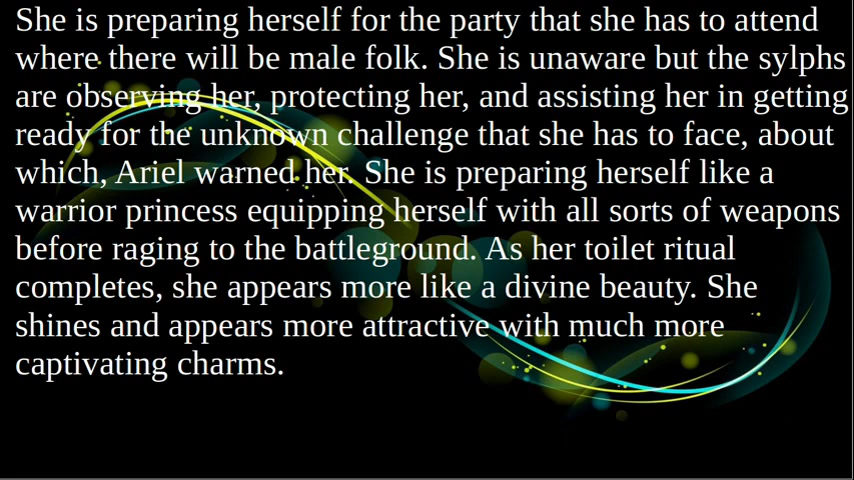 She is preparing herself for the party that she has to attend
where there will be male folk. She is unaware but the sylphs
are observing her, protecting her, and assisting her in getting
ready for the unknown challenge that she has to face, about
which, Ariel warned her. She is preparing herself like a
warrior princess equipping herself with all sorts of weapons
before raging to the battleground. As her toilet ritual
completes, she appears more like a divine beauty. She
shines and appears more attractive with much more
captivating charms.